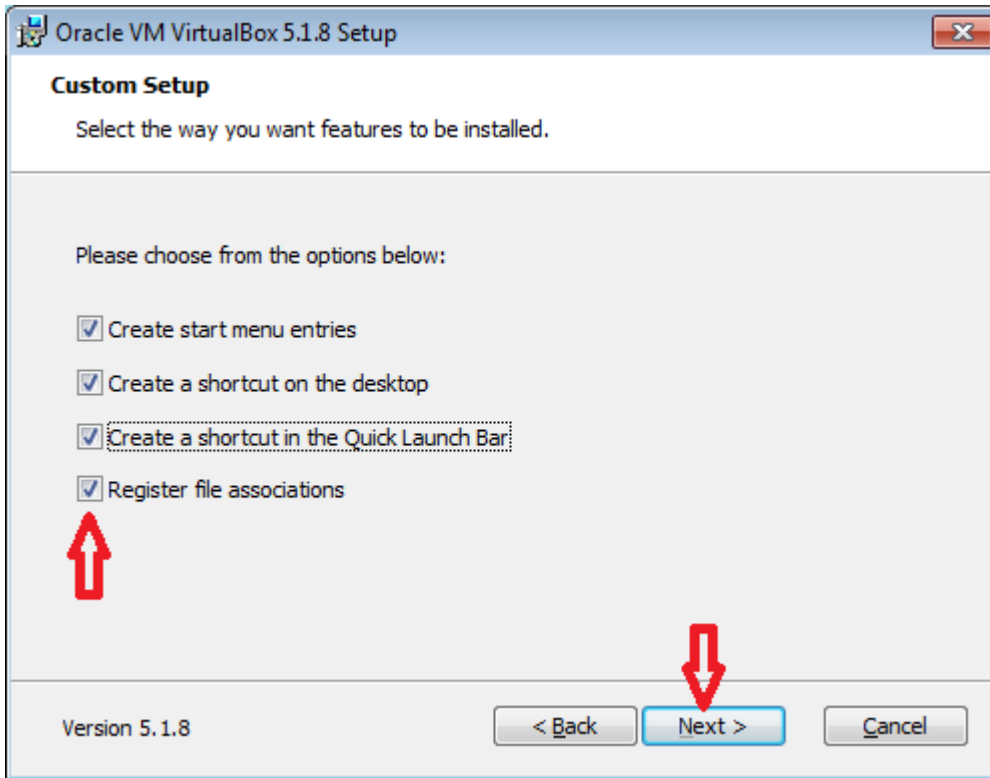 Oracle VM VirtualBox 5.1.8 Setup
Custom Setup
Select the way you want features to be installed.
Please choose from the options below:
Create start menu entries
Create a shortcut on the desktop
Create a shortcut in the Quick Launch Bar
Register file associations
Version 5.1.8
< Back
Next >
Cancel